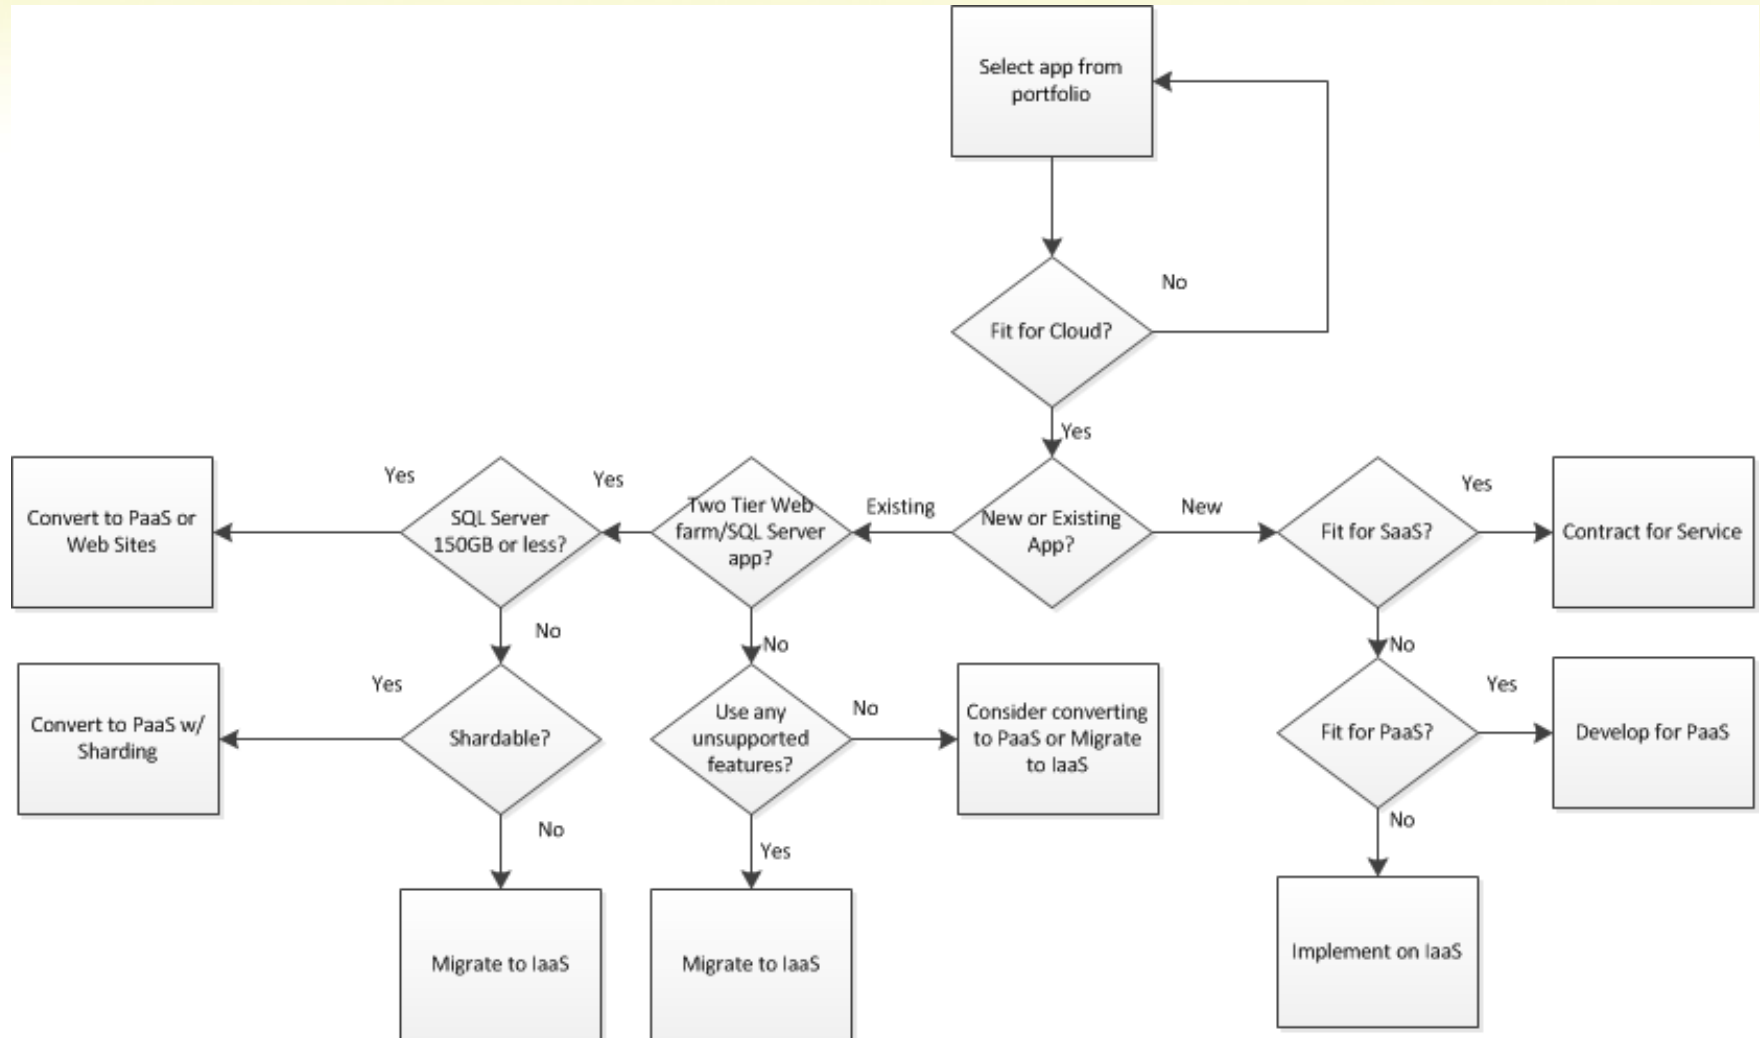 Select app from
portfolio
No
Fit for Cloud?
Yes
Convert to PaaS or
Web Sites
Yes
SQL Server
150GB or less?
Yes
Two Tier Web
farm/SQL Server
app?
Existing
New or Existing
App?
New
Fit for SaaS?
Yes
Contract for Service
No
No
No
Convert to PaaS w/
Sharding
Yes
Shardable?
Use any
unsupported
features?
No
Consider converting
to PaaS or Migrate
to IaaS
Fit for PaaS?
Yes
Develop for PaaS
No
Yes
No
Migrate to IaaS
Migrate to IaaS
Implement on IaaS